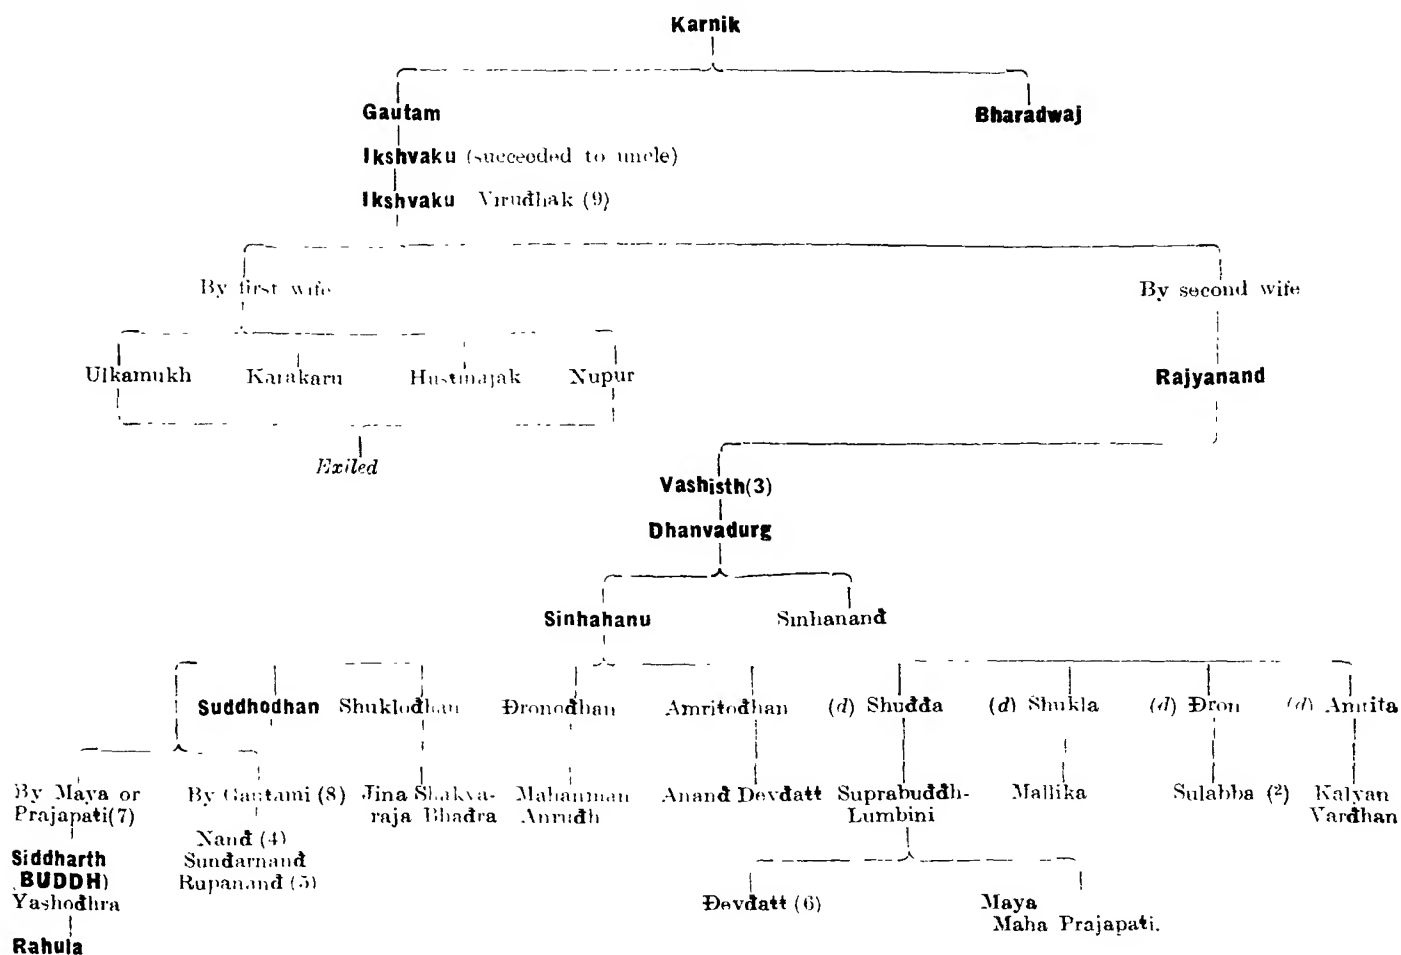 Karnik
Gautam
Bharadwaj
Ikshvaku (succeeded to uncle)
Ikshvaku Virudhak (9)
By first wife
By second wife
Ulkamukh Karakaru Hastinajak Nupur
Rajyanand
Exiled
Vashisth(3)
Dhanvadurg
Sinhahanu Sinhanand
Suddhodhan Shuklodhan Dronodhan Amritodhan (d) Shudda (d) Shukla (d) Dron (d) Amrita
By Maya or By Gautami (8) Jina Shakya- Mahanman Anand Devdatt Suprabuddh- Mallika Sulabba (2) Kalyan
Prajapati(7) raja Bhadra Anrudh Lumbini Vardhan
Nand (4)
Siddharth Sundarnand
BUDDH) Rupanand (5)
Yashodhra Devdatt (6) Maya
Maha Prajapati.
Rahula